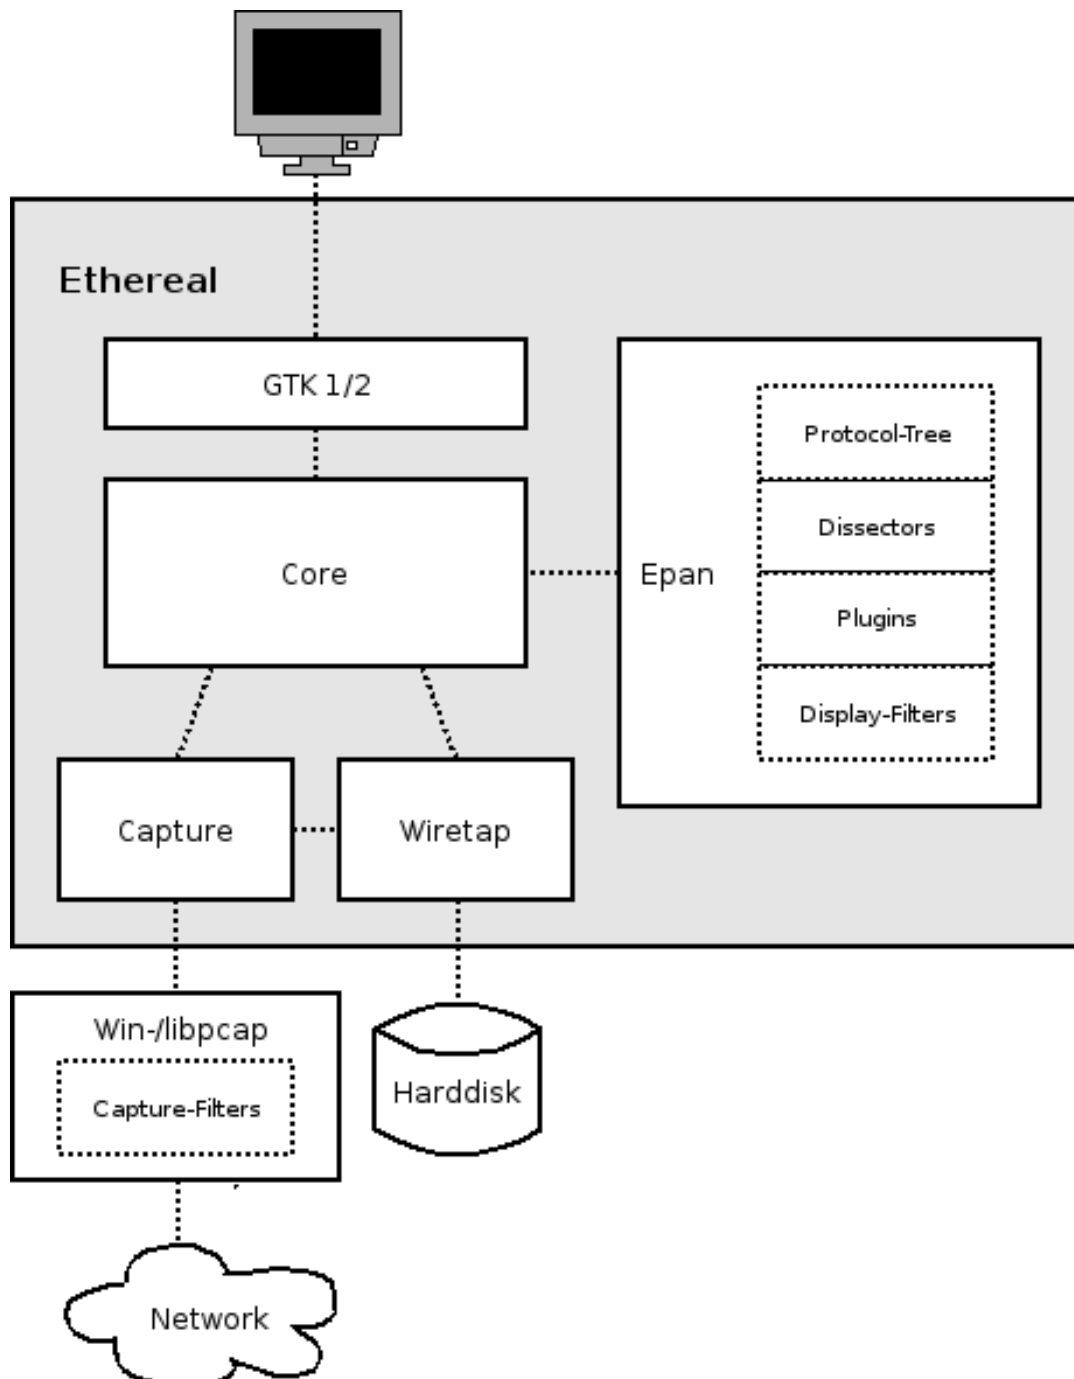 Ethereal
GTK 1/2
Protocol-Tree
Dissectors
Core
Epan
Plugins
Display-Filters
Capture
Wiretap
Win-/libpcap
Capture-Filters
Harddisk
Network